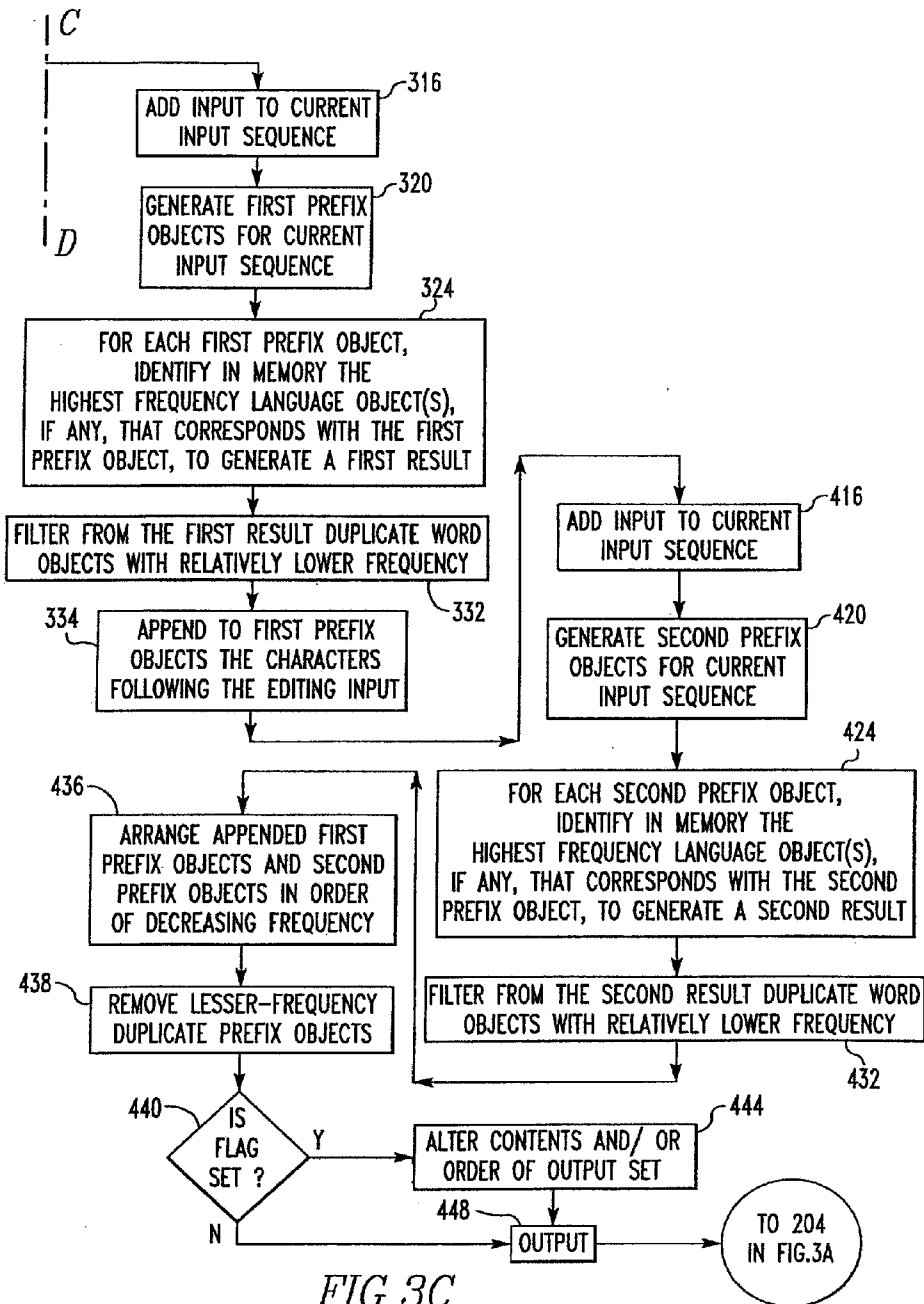 C
316
ADD INPUT TO CURRENT
INPUT SEQUENCE
320
GENERATE FIRST PREFIX
OBJECTS FOR CURRENT
INPUT SEQUENCE
D
324
FOR EACH FIRST PREFIX OBJECT,
IDENTIFY IN MEMORY THE
HIGHEST FREQUENCY LANGUAGE OBJECT(S),
IF ANY, THAT CORRESPONDS WITH THE FIRST
PREFIX OBJECT, TO GENERATE A FIRST RESULT
FILTER FROM THE FIRST RESULT DUPLICATE WORD
OBJECTS WITH RELATIVELY LOWER FREQUENCY
332
334
APPEND TO FIRST PREFIX
OBJECTS THE CHARACTERS
FOLLOWING THE EDITING INPUT
416
ADD INPUT TO CURRENT
INPUT SEQUENCE
420
GENERATE SECOND PREFIX
OBJECTS FOR CURRENT
INPUT SEQUENCE
424
FOR EACH SECOND PREFIX OBJECT,
IDENTIFY IN MEMORY THE
HIGHEST FREQUENCY LANGUAGE OBJECT(S),
IF ANY, THAT CORRESPONDS WITH THE SECOND
PREFIX OBJECT, TO GENERATE A SECOND RESULT
FILTER FROM THE SECOND RESULT DUPLICATE WORD
OBJECTS WITH RELATIVELY LOWER FREQUENCY
432
436
ARRANGE APPENDED FIRST
PREFIX OBJECTS AND SECOND
PREFIX OBJECTS IN ORDER
OF DECREASING FREQUENCY
438
REMOVE LESSER-FREQUENCY
DUPLICATE PREFIX OBJECTS
440
IS
FLAG
SET ?
Y
N
444
ALTER CONTENTS AND/ OR
ORDER OF OUTPUT SET
448
OUTPUT
TO 204
IN FIG.3A
FIG.3C